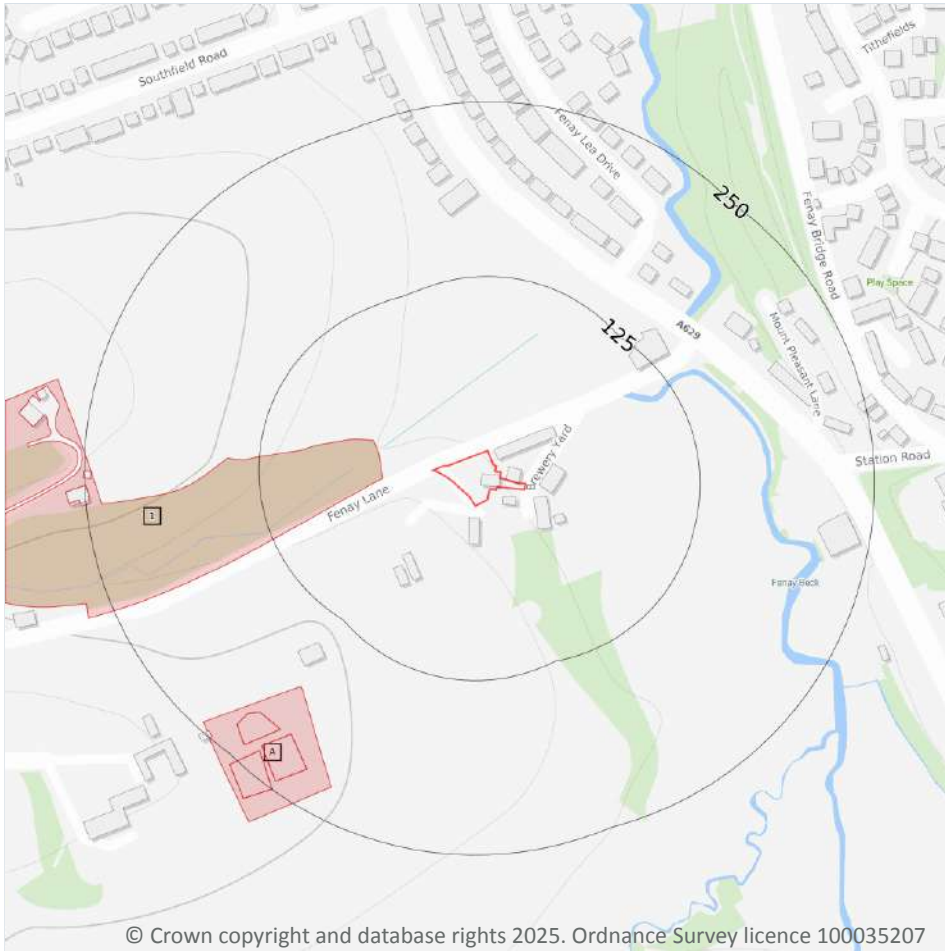 Southfield Road
Fenay Lea Drive
Tithefields
250
Fenay Bridge Road
Play Space
125
A629
Mount Pleasant Lane
Brewery Yard
Station Road
1
Fenay Lane
Fenay Beck
A
© Crown copyright and database rights 2025. Ordnance Survey licence 100035207